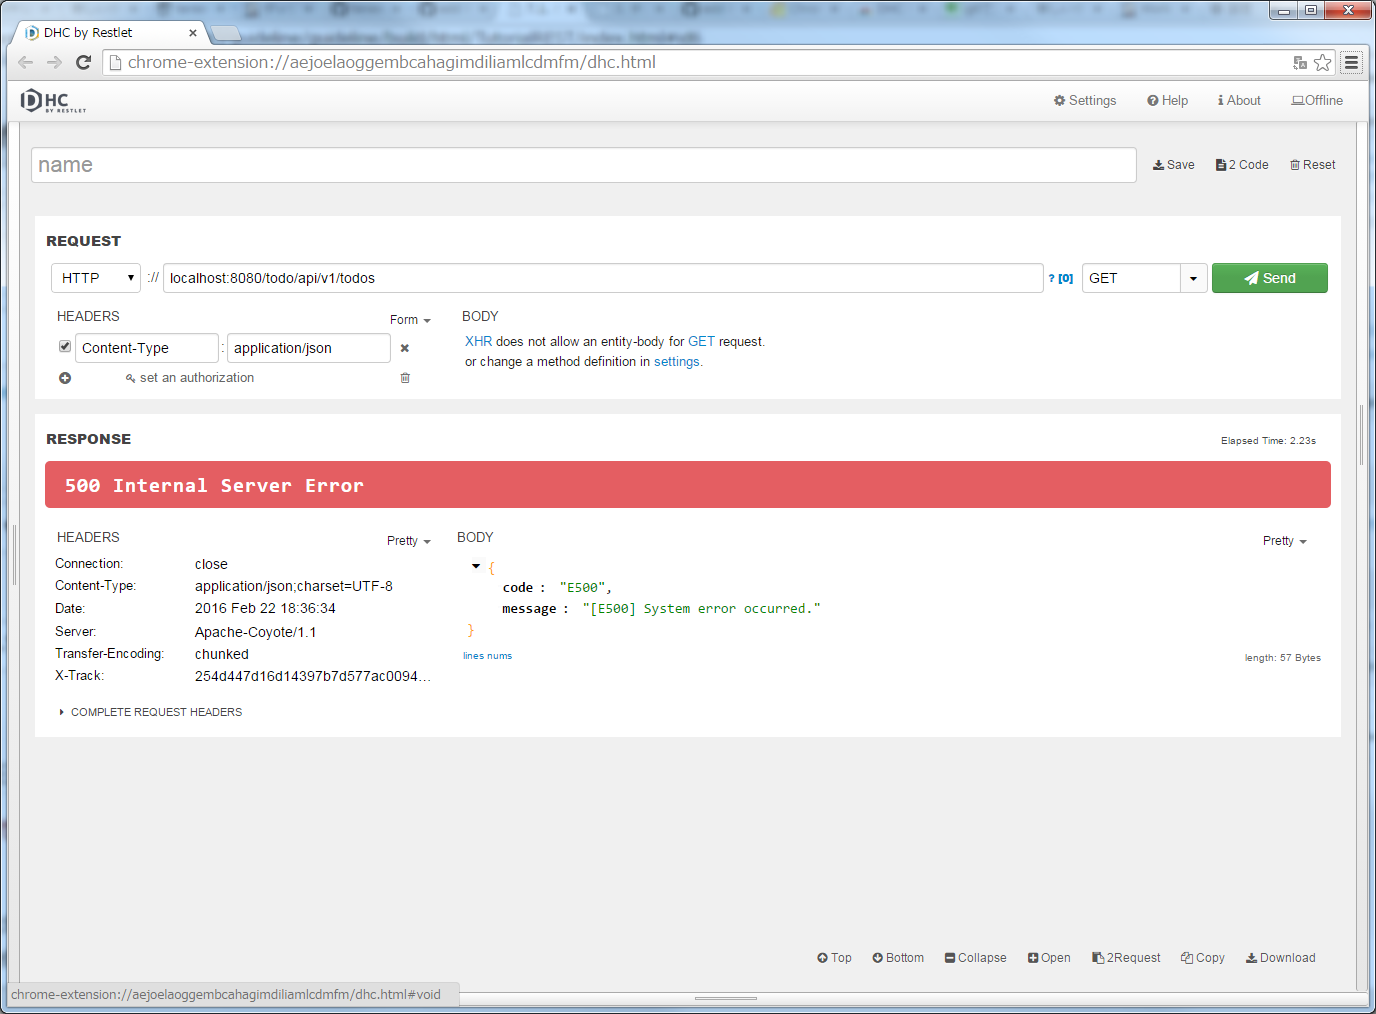 DHC by Restlet
chrome-extension://aejoelaoggembcahagimdiliamlcdmfm/dhc.html
DHC
BY RESTLET
Settings Help About Offline
name
Save 2 Code Reset
REQUEST
HTTP :// localhost:8080/todo/api/v1/todos ? [0] GET Send
HEADERS Form
Content-Type : application/json
set an authorization
BODY
XHR does not allow an entity-body for GET request.
or change a method definition in settings.
RESPONSE
Elapsed Time: 2.23s
500 Internal Server Error
HEADERS Pretty
Connection: close
Content-Type: application/json;charset=UTF-8
Date: 2016 Feb 22 18:36:34
Server: Apache-Coyote/1.1
Transfer-Encoding: chunked
X-Track: 254d447d16d14397b7d577ac0094...
COMPLETE REQUEST HEADERS
BODY Pretty
{
code : "E500",
message : "[E500] System error occurred."
}
lines nums
length: 57 Bytes
Top Bottom Collapse Open 2Request Copy Download
chrome-extension://aejoelaoggembcahagimdiliamlcdmfm/dhc.html#void